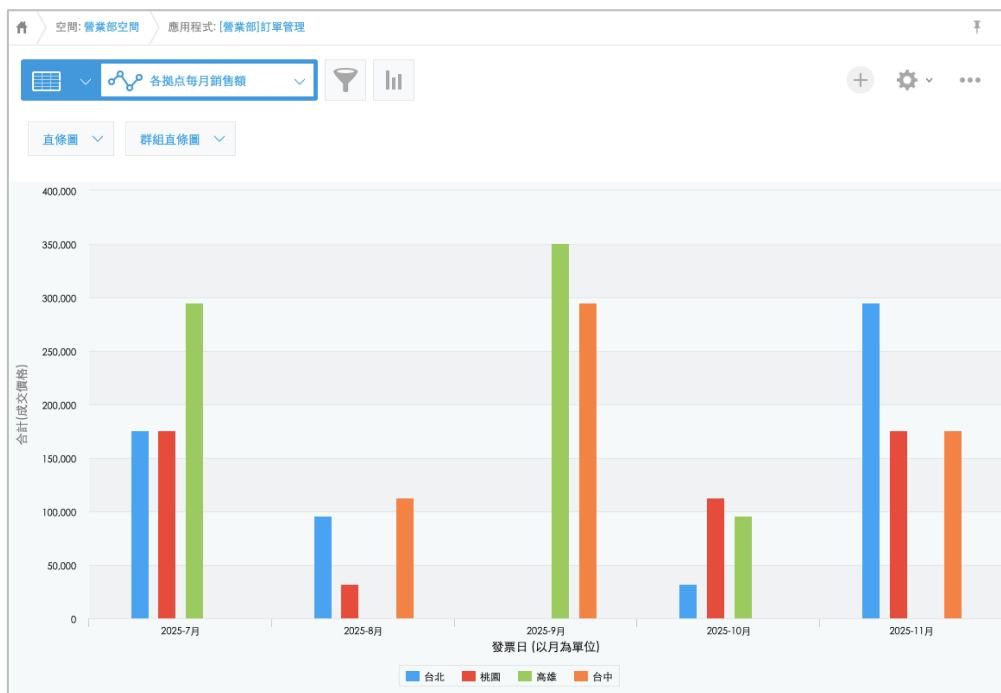 空間: 營業部空間 應用程式: [營業部]訂單管理
各拠点每月銷售額
直條圖 群組直條圖
400,000
350,000
300,000
250,000
200,000
150,000
100,000
50,000
0
合計(成交價格)
2025-7月 2025-8月 2025-9月 2025-10月 2025-11月
發票日 (以月為單位)
台北 桃園 高雄 台中